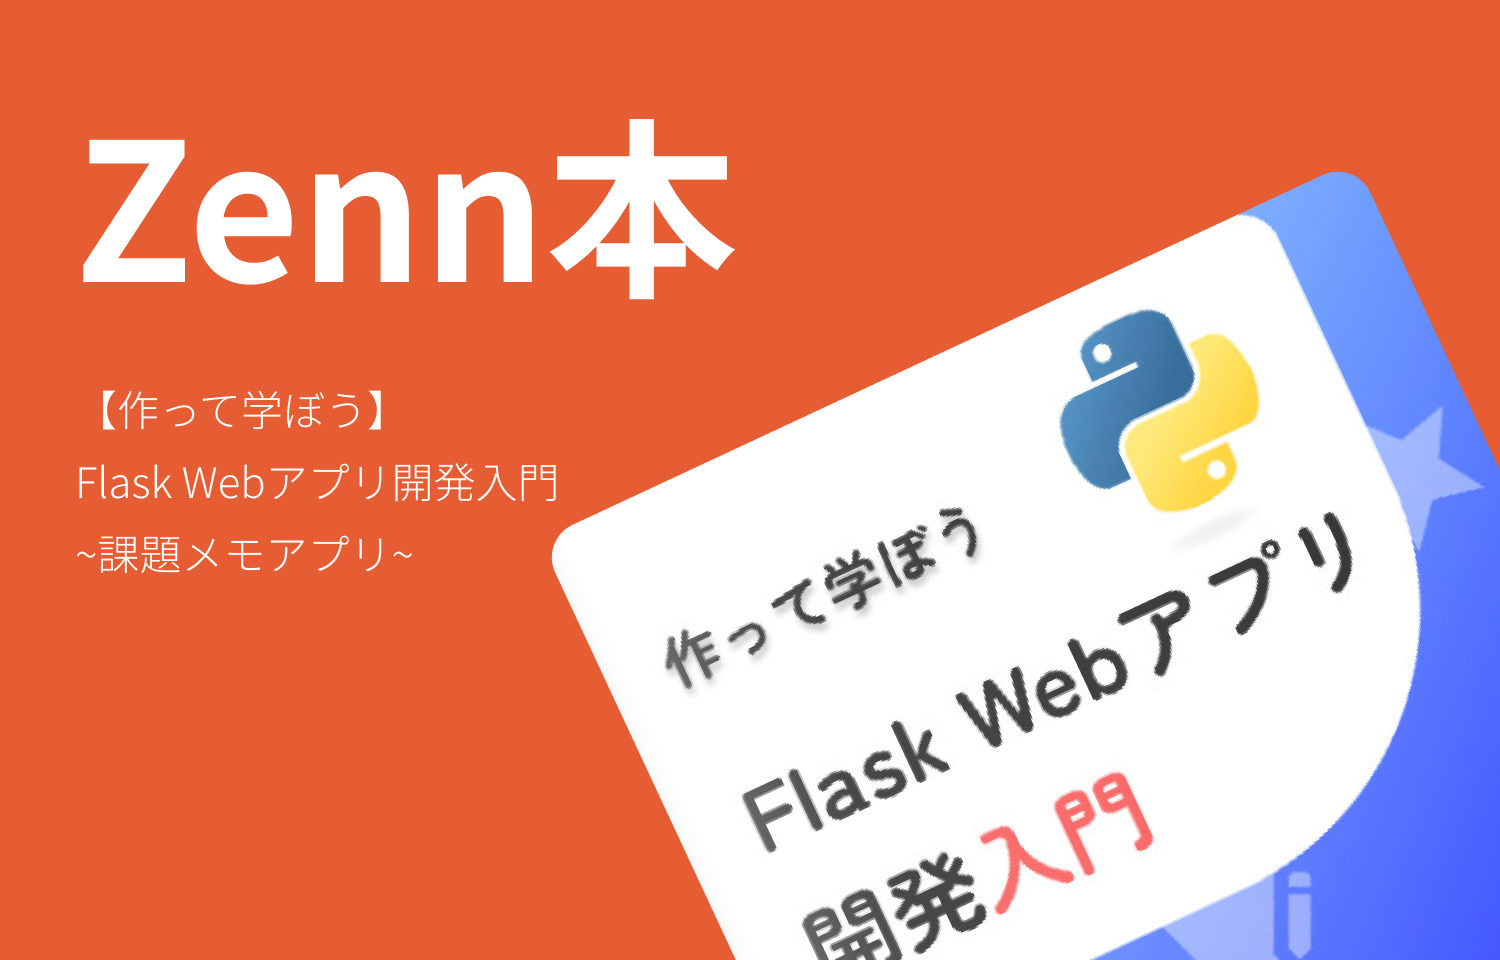 Zenn本
【作って学ぼう】
Flask Webアプリ開発入門
~課題メモアプリ~
作って学ぼう
Flask Webアプリ
開発入門